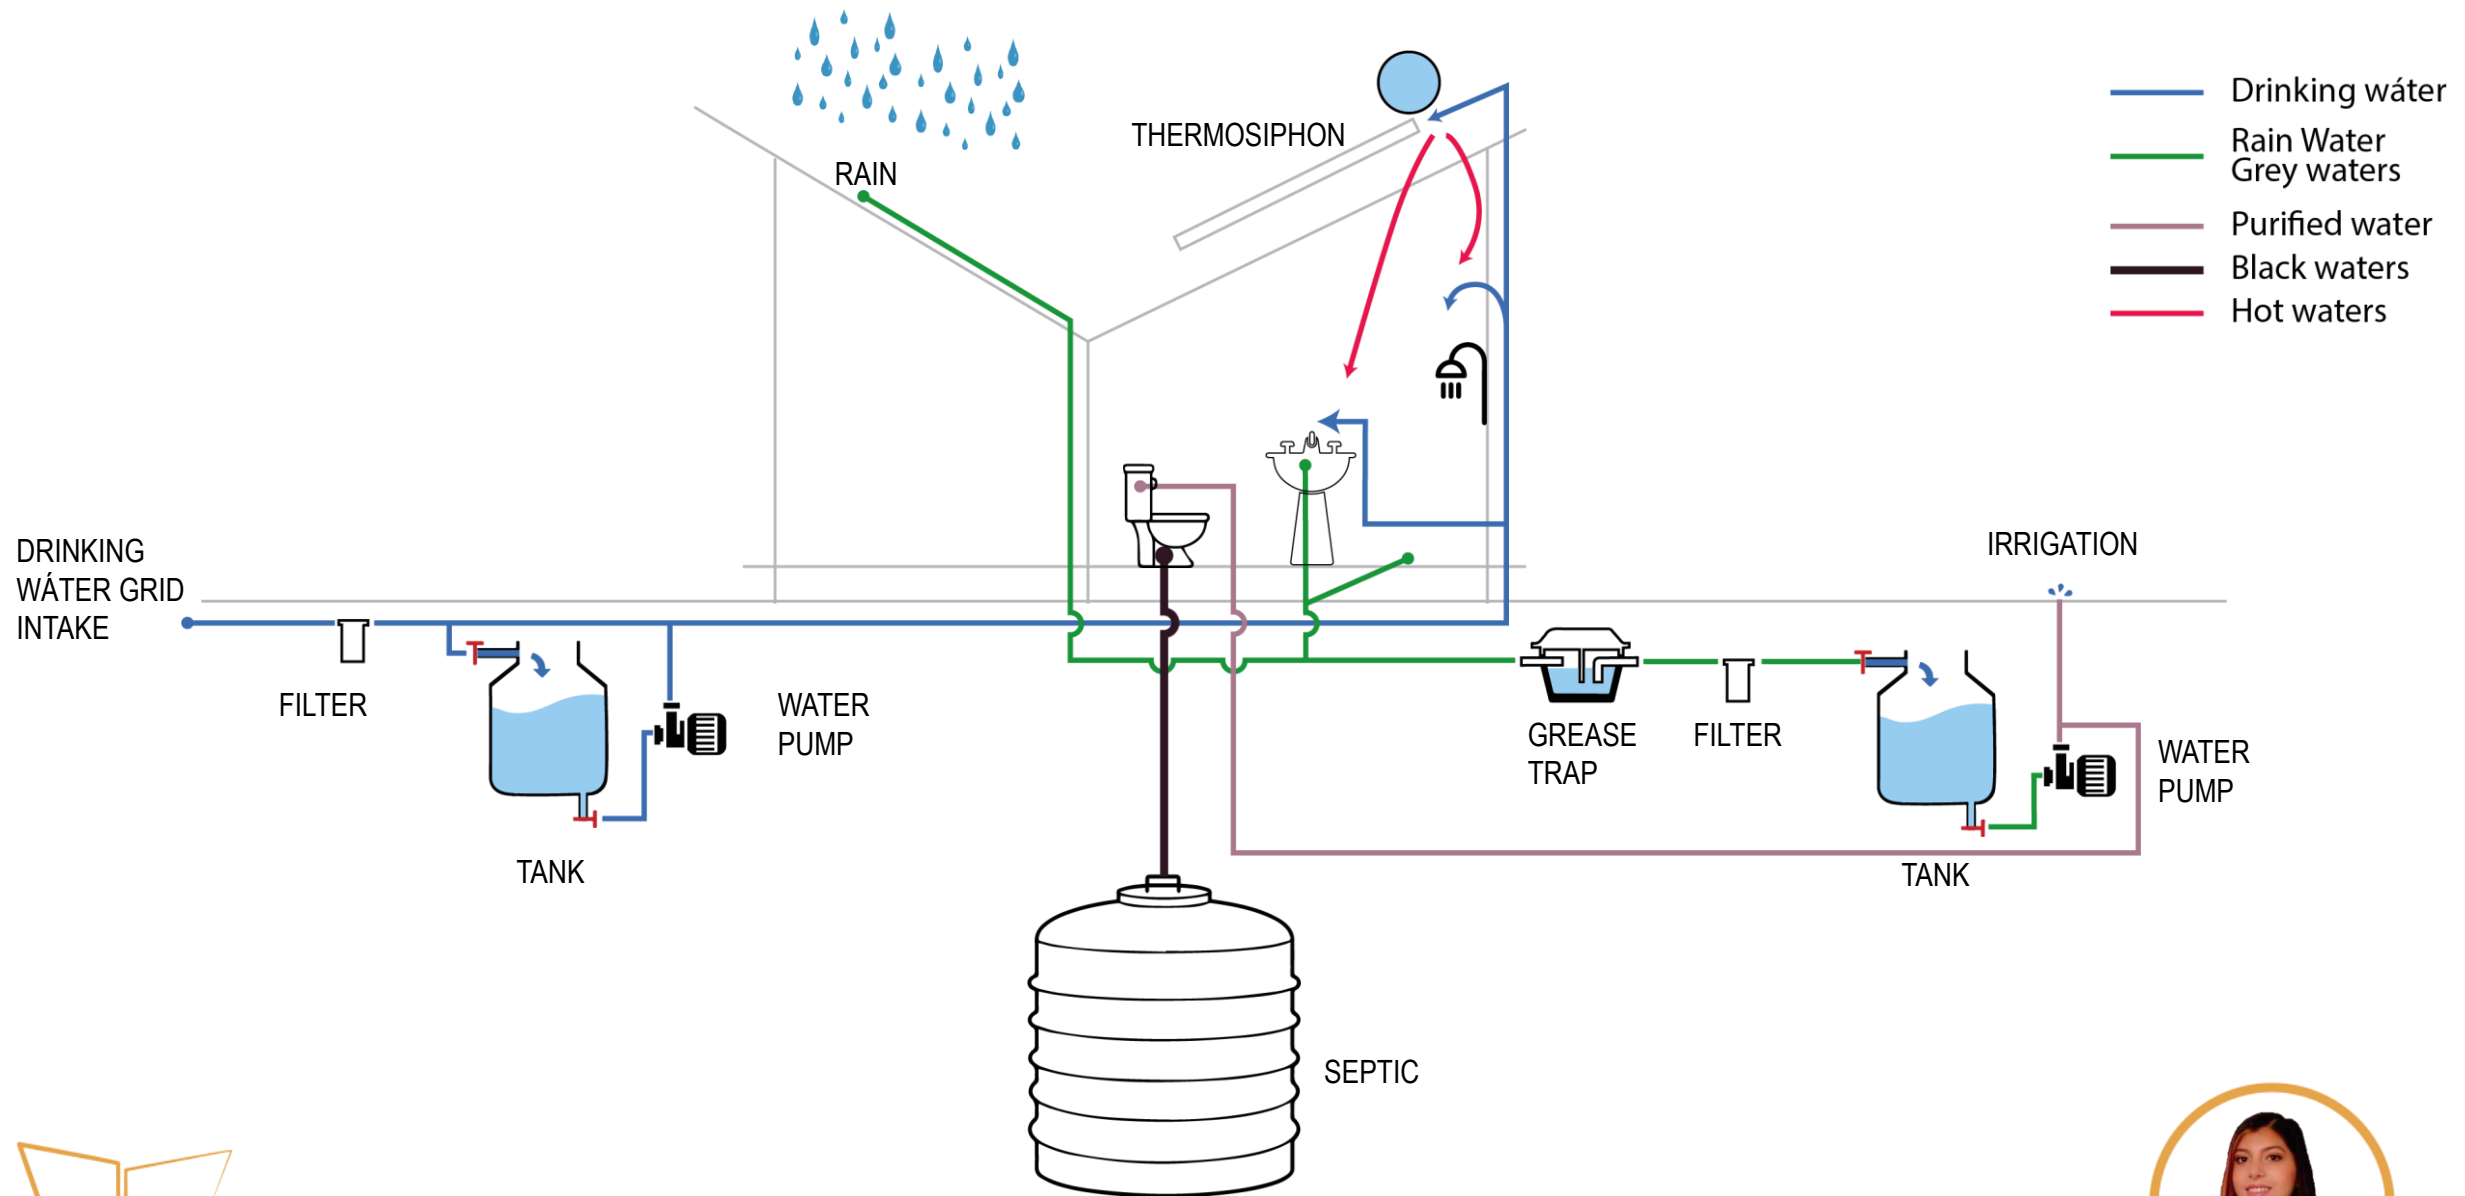 RAIN
THERMOSIPHON
Drinking wáter
Rain Water
Grey waters
Purified water
Black waters
Hot waters
DRINKING
WÁTER GRID
INTAKE
FILTER
TANK
WATER
PUMP
GREASE
TRAP
FILTER
IRRIGATION
TANK
WATER
PUMP
SEPTIC